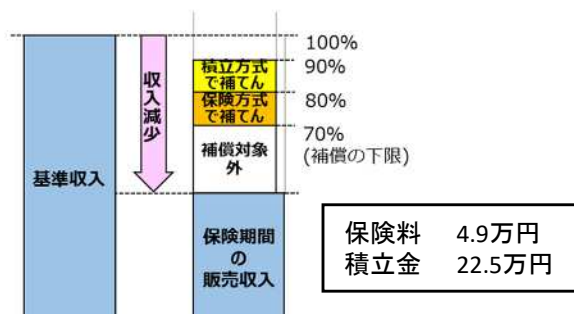 基準収入
収入減少
積立方式
で補てん
保険方式
で補てん
補償対象
外
保険期間
の
販売収入
100%
90%
80%
70%
(補償の下限)
保険料 4.9万円
積立金 22.5万円